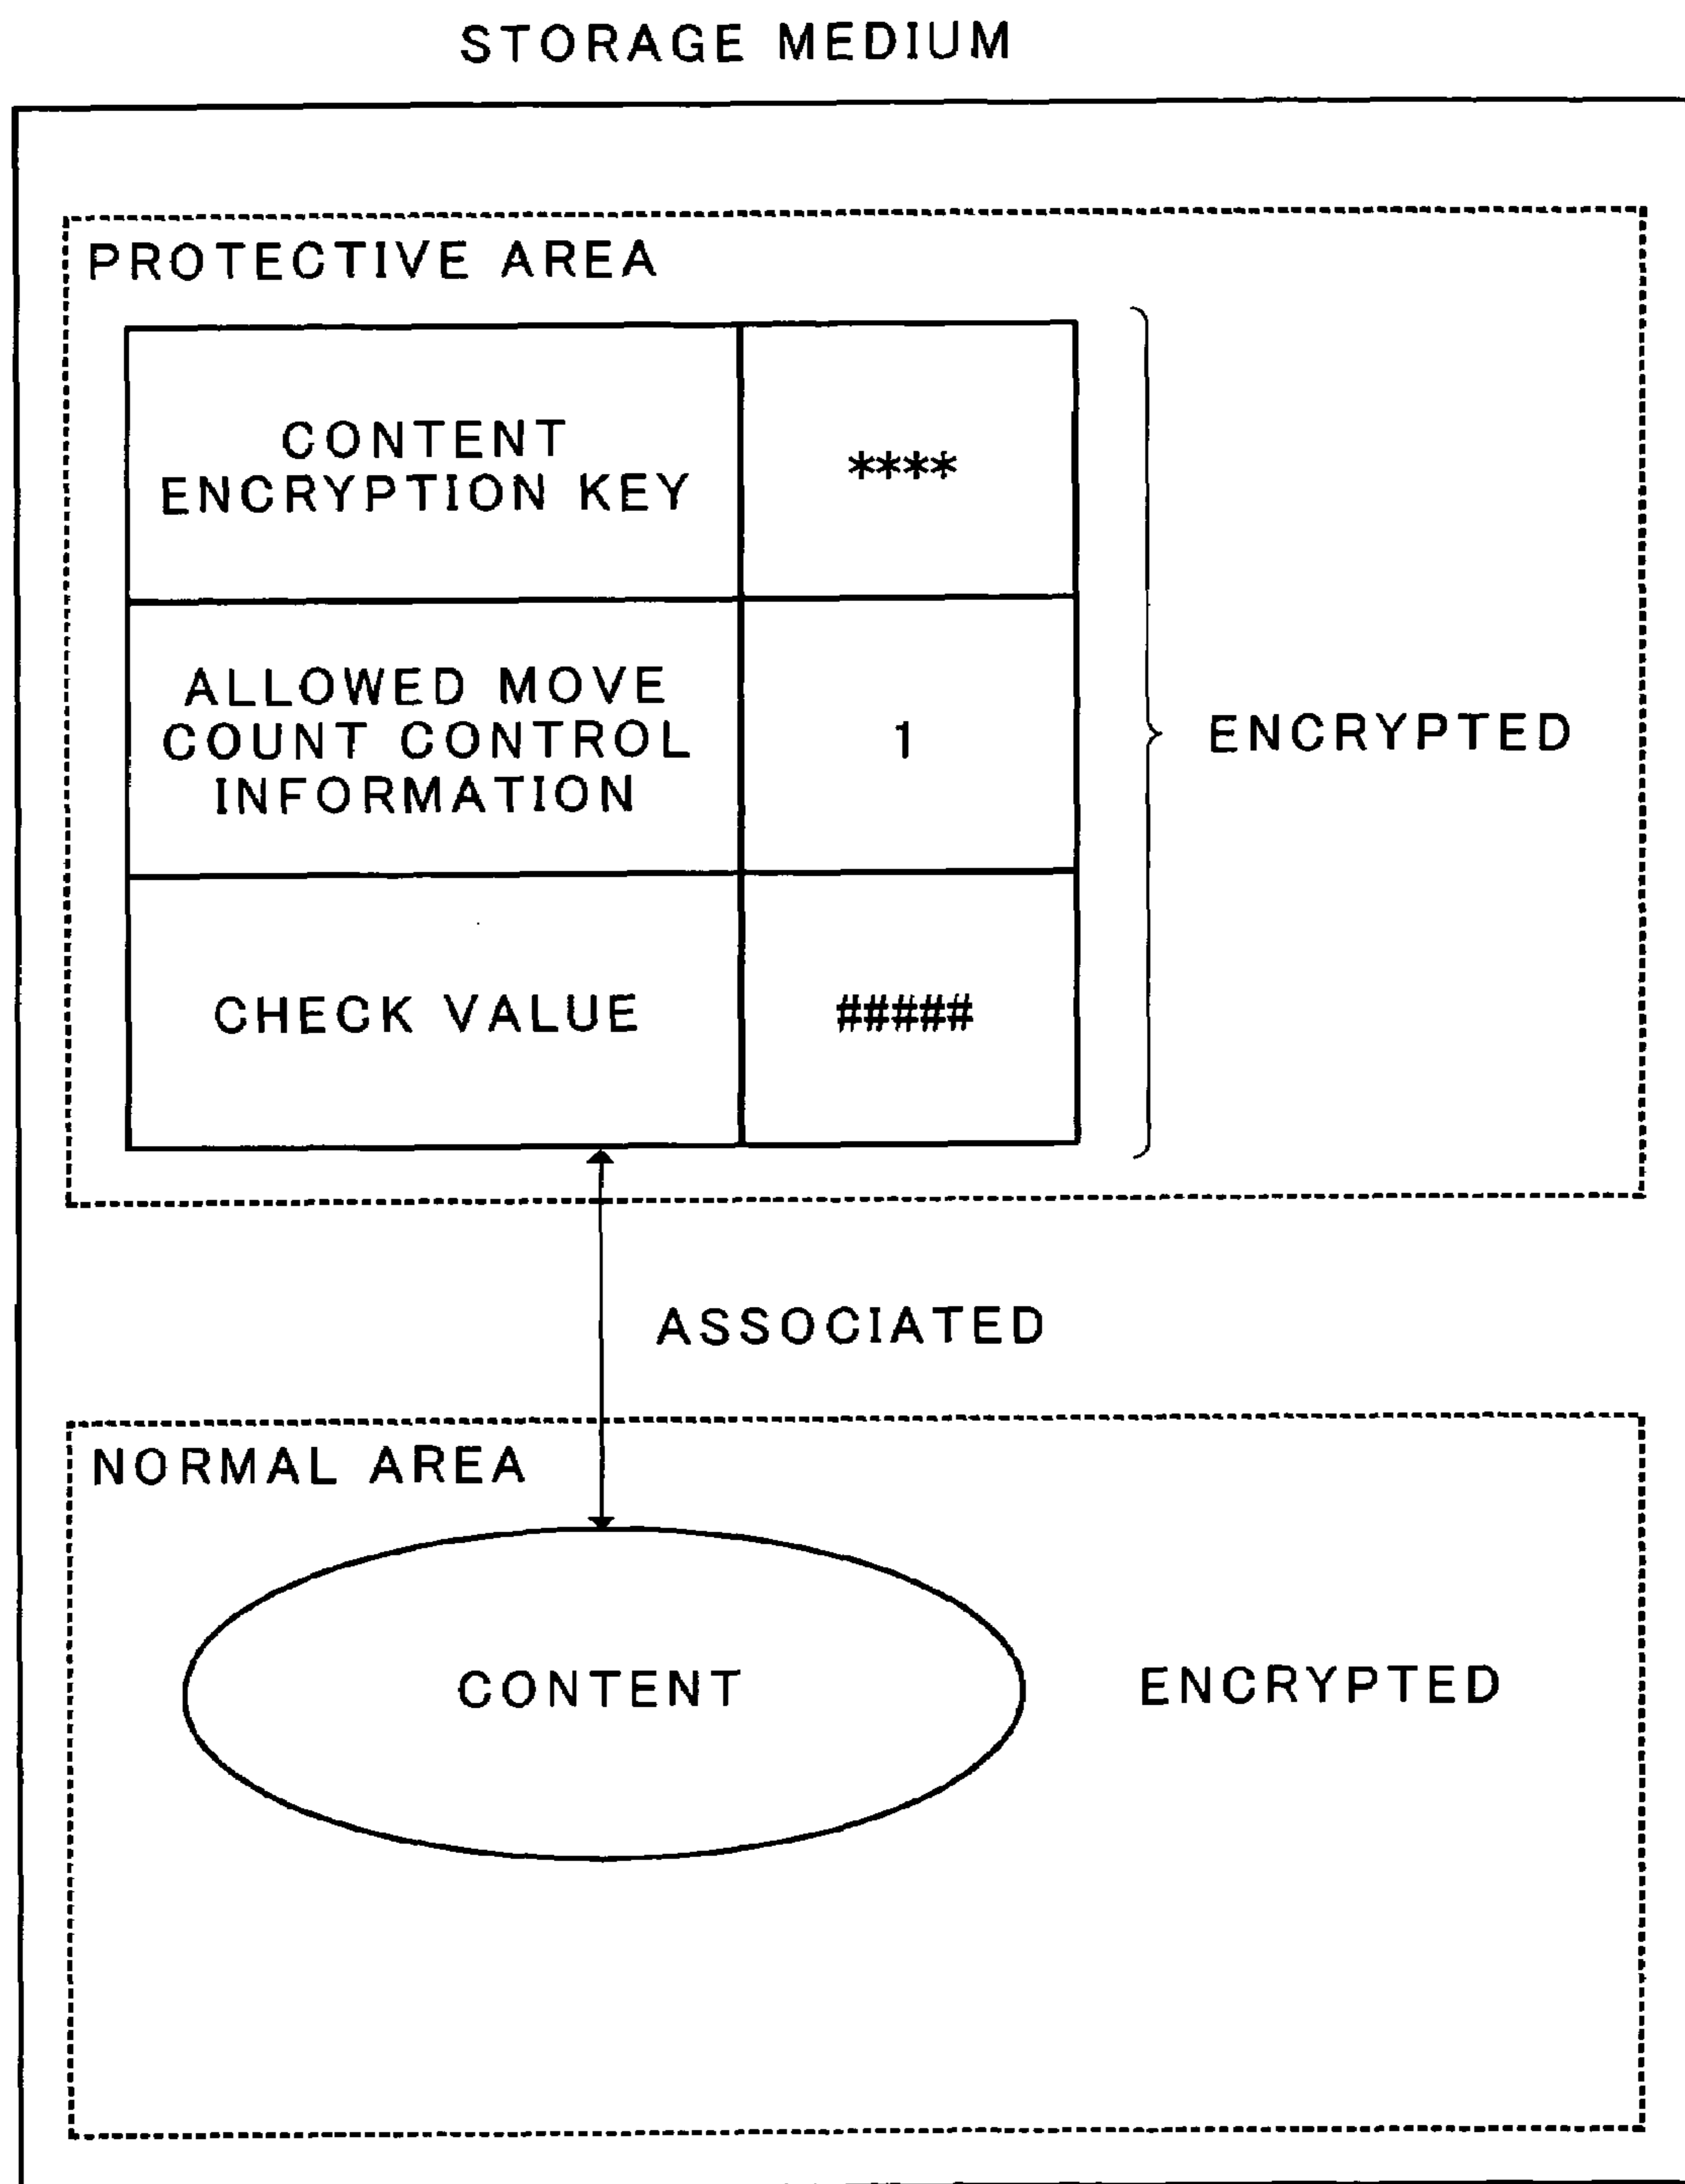 STORAGE MEDIUM
PROTECTIVE AREA
CONTENT
ENCRYPTION KEY
****
ALLOWED MOVE
COUNT CONTROL
INFORMATION
1
ENCRYPTED
CHECK VALUE
#####
ASSOCIATED
NORMAL AREA
CONTENT
ENCRYPTED